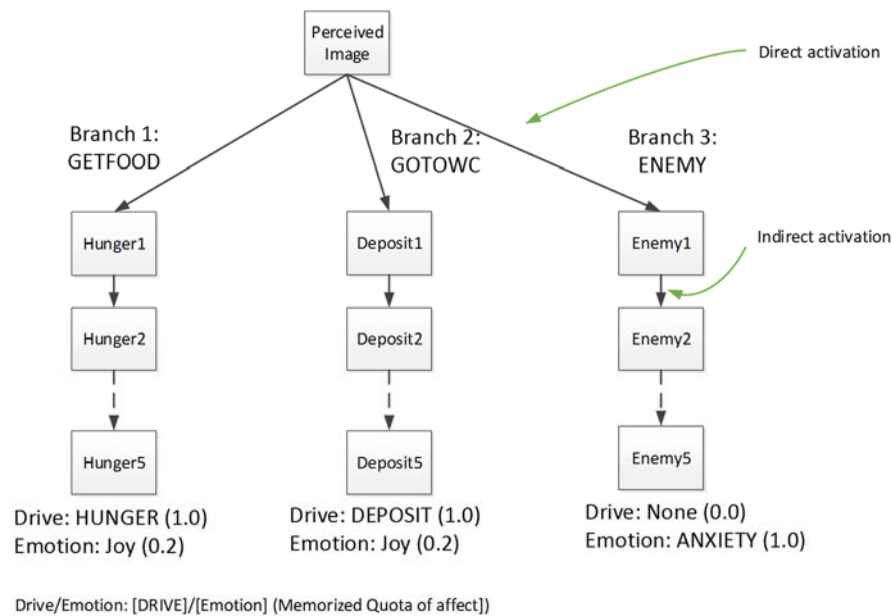 Perceived
Image
Direct activation
Branch 1:
GETFOOD
Branch 2:
GOTOWC
Branch 3:
ENEMY
Hunger1
Deposit1
Enemy1
Indirect activation
Hunger2
Deposit2
Enemy2
Hunger5
Deposit5
Enemy5
Drive: HUNGER (1.0)
Emotion: Joy (0.2)
Drive: DEPOSIT (1.0)
Emotion: Joy (0.2)
Drive: None (0.0)
Emotion: ANXIETY (1.0)
Drive/Emotion: [DRIVE]/[Emotion] (Memorized Quota of affect])